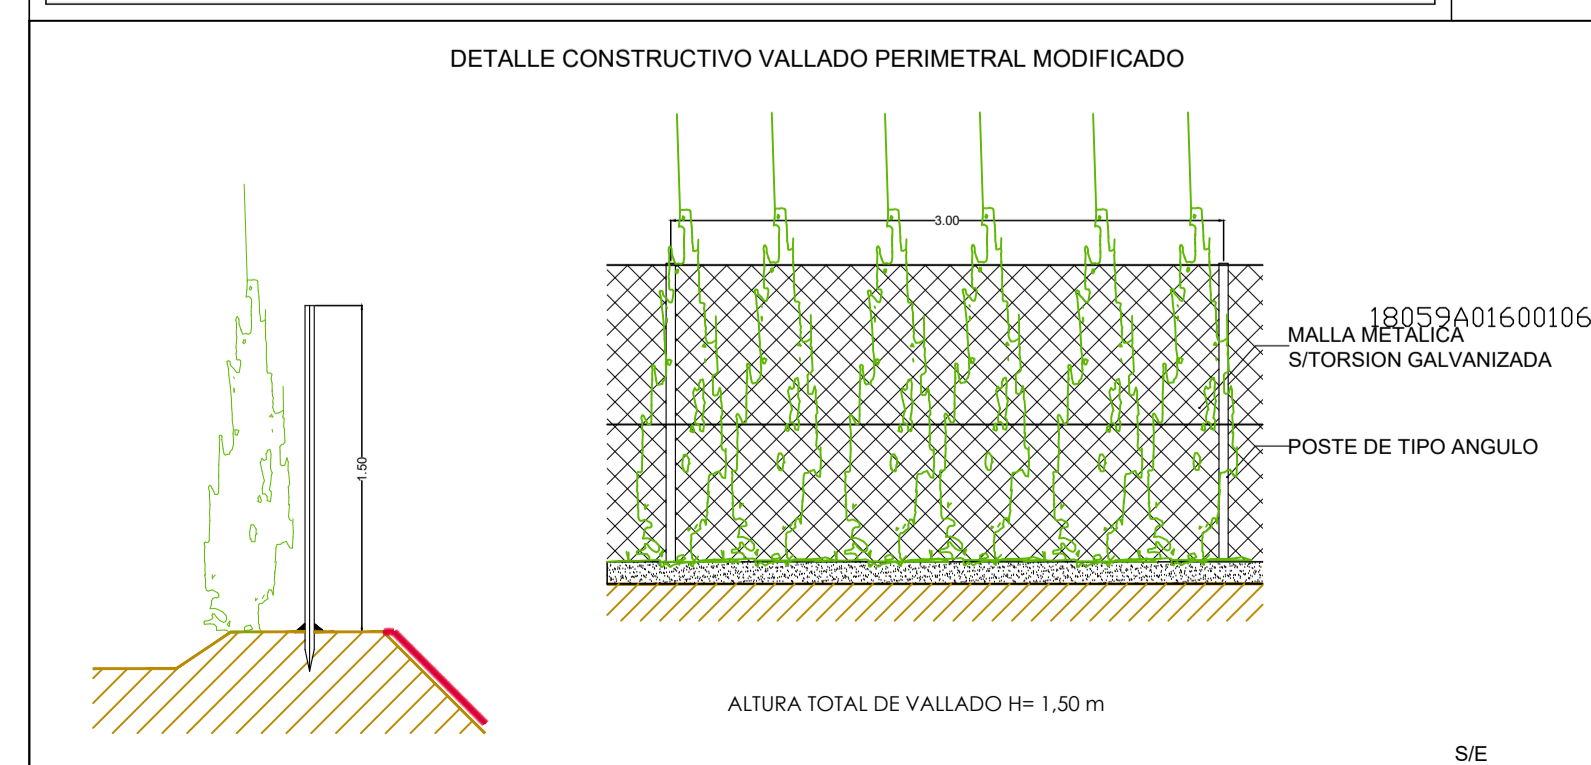 DETALLE CONSTRUCTIVO VALLADO PERIMETRAL MODIFICADO
3.00
18059A01600106
MALLA METALICA
S/TORSION GALVANIZADA
POSTE DE TIPO ANGULO
1.50
ALTURA TOTAL DE VALLADO H= 1,50 m
S/E